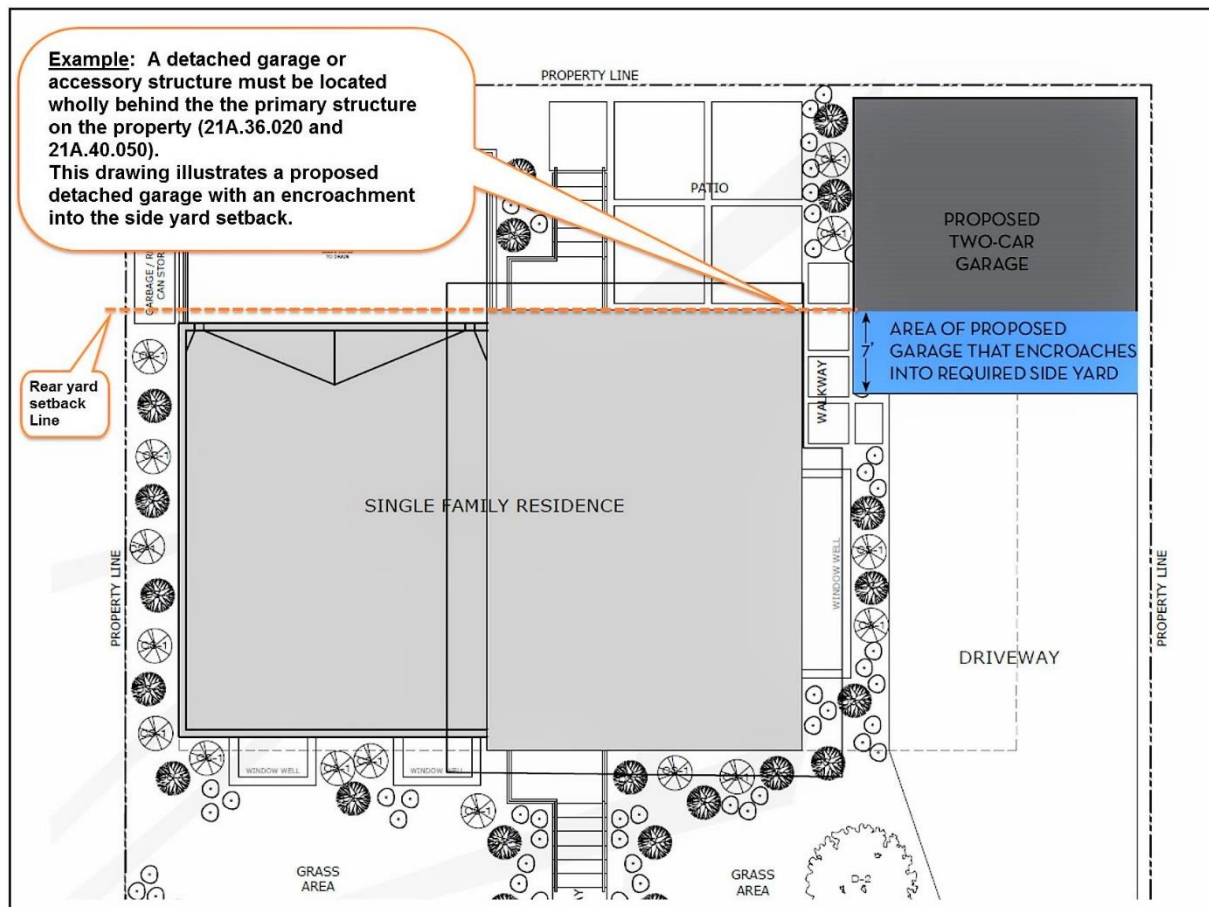 Example: A detached garage or
accessory structure must be located
wholly behind the the primary structure
on the property (21A.36.020 and
21A.40.050).
This drawing illustrates a proposed
detached garage with an encroachment
into the side yard setback.
PROPERTY LINE
PATIO
PROPOSED
TWO-CAR
GARAGE
TO DRAIN
CAN STOR
AREA OF PROPOSED
GARAGE THAT ENCROACHES
INTO REQUIRED SIDE YARD
7'
Rear yard
setback
Line
WALKWAY
SINGLE FAMILY RESIDENCE
WINDOW WELL
PROPERTY LINE
PROPERTY LINE
DRIVEWAY
WINDOW WELL
WINDOW WELL
GRASS
AREA
GRASS
AREA